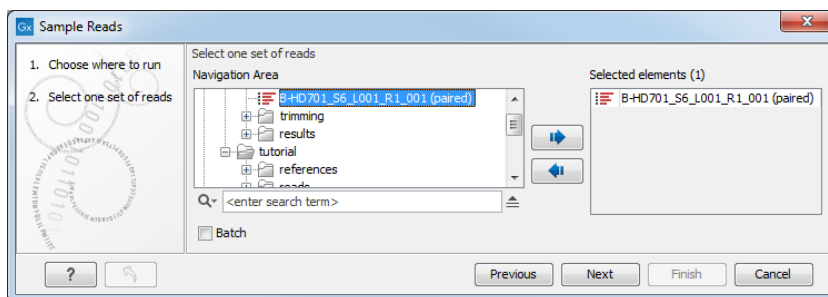 Gx Sample Reads
1. Choose where to run
2. Select one set of reads
Select one set of reads
Navigation Area
B-HD701_S6_L001_R1_001 (paired)
trimming
results
tutorial
references
reads
<enter search term>
Batch
Selected elements (1)
B-HD701_S6_L001_R1_001 (paired)
?
Previous
Next
Finish
Cancel